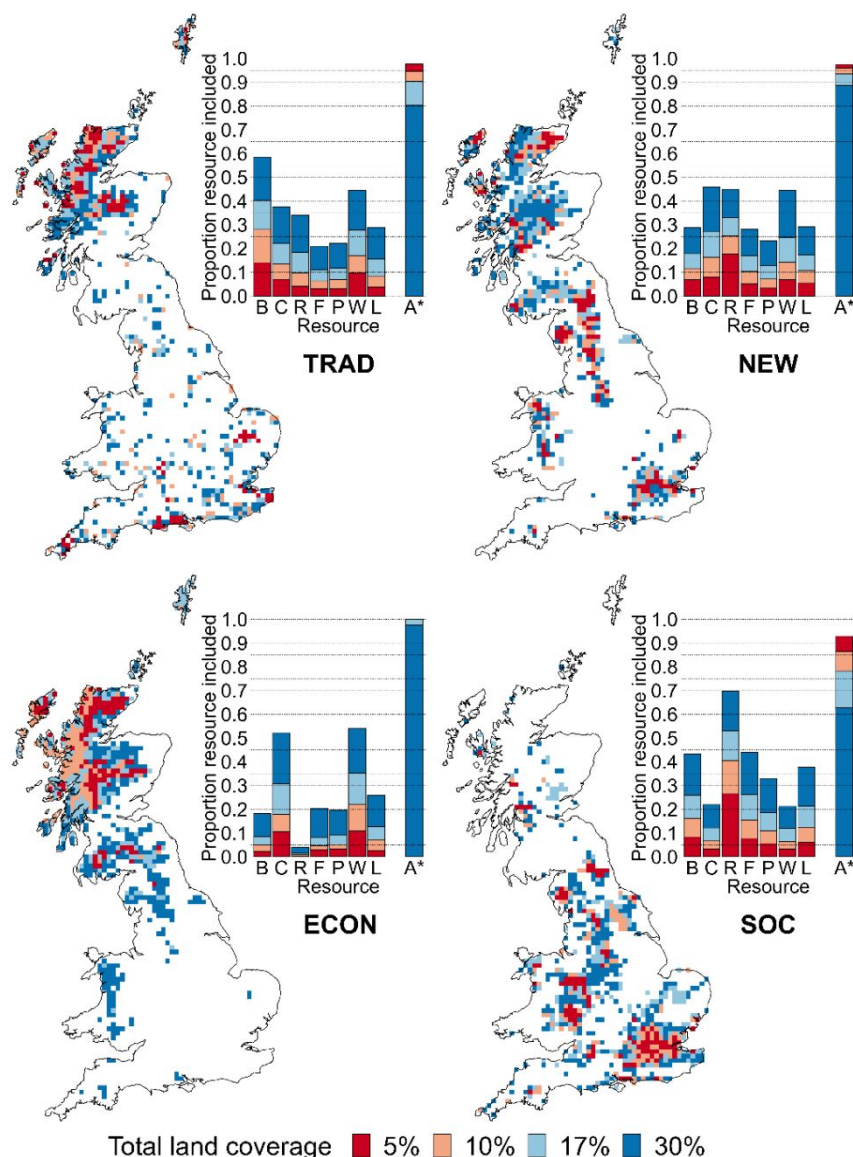 Proportion resource included
1.0
0.9
0.8
0.7
0.6
0.5
0.4
0.3
0.2
0.1
0.0
B C R F P W L A*
Resource
TRAD
Proportion resource included
1.0
0.9
0.8
0.7
0.6
0.5
0.4
0.3
0.2
0.1
0.0
B C R F P W L A*
Resource
NEW
Proportion resource included
1.0
0.9
0.8
0.7
0.6
0.5
0.4
0.3
0.2
0.1
0.0
B C R F P W L A*
Resource
ECON
Proportion resource included
1.0
0.9
0.8
0.7
0.6
0.5
0.4
0.3
0.2
0.1
0.0
B C R F P W L A*
Resource
SOC
Total land coverage 5% 10% 17% 30%